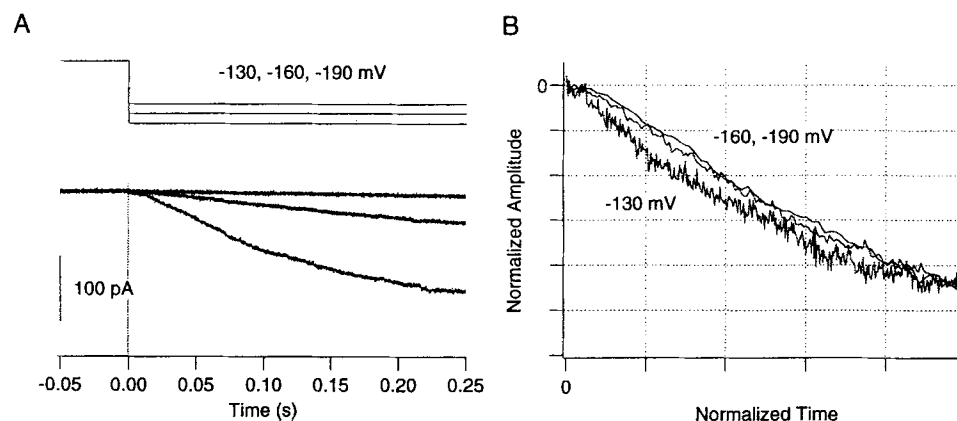 A
-130, -160, -190 mV
100 pA
-0.05 0.00 0.05 0.10 0.15 0.20 0.25
Time (s)
B
0
Normalized Amplitude
-160, -190 mV
-130 mV
0
Normalized Time